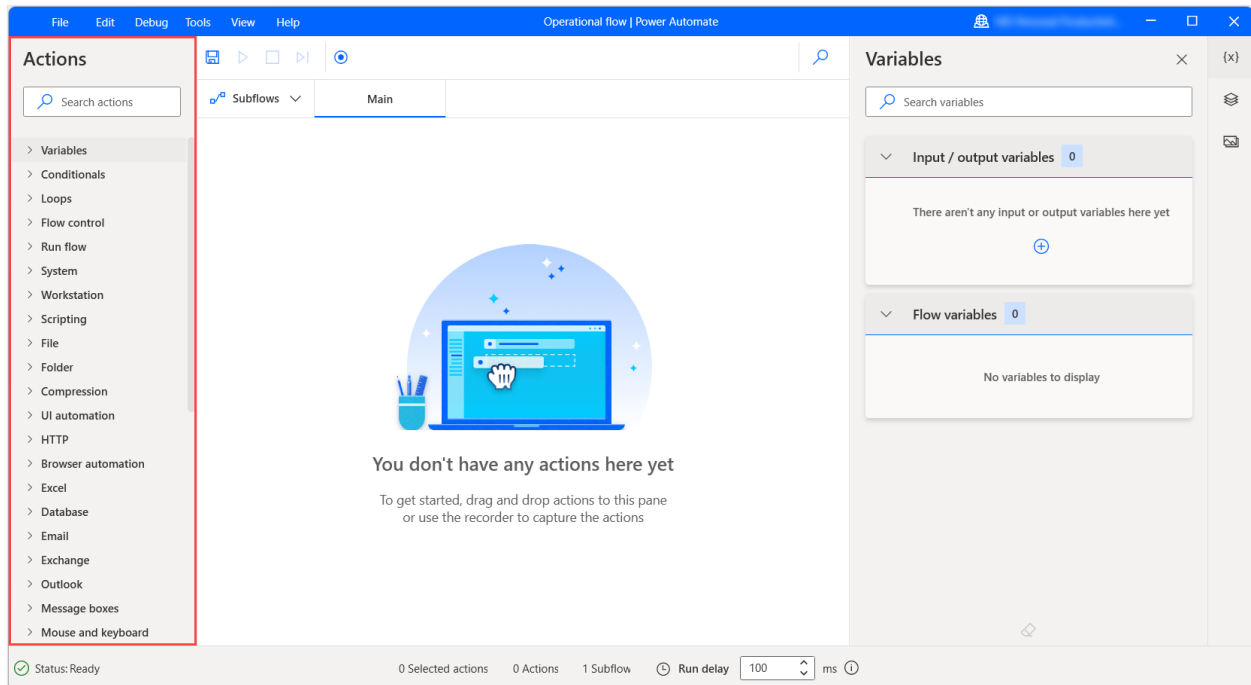 File Edit Debug Tools View Help Operational flow | Power Automate
Actions
Search actions
Variables
Conditionals
Loops
Flow control
Run flow
System
Workstation
Scripting
File
Folder
Compression
UI automation
HTTP
Browser automation
Excel
Database
Email
Exchange
Outlook
Message boxes
Mouse and keyboard
Subflows Main
You don't have any actions here yet
To get started, drag and drop actions to this pane
or use the recorder to capture the actions
Variables
{x}
Search variables
Input / output variables 0
There aren't any input or output variables here yet
Flow variables 0
No variables to display
Status: Ready 0 Selected actions 0 Actions 1 Subflow Run delay 100 ms